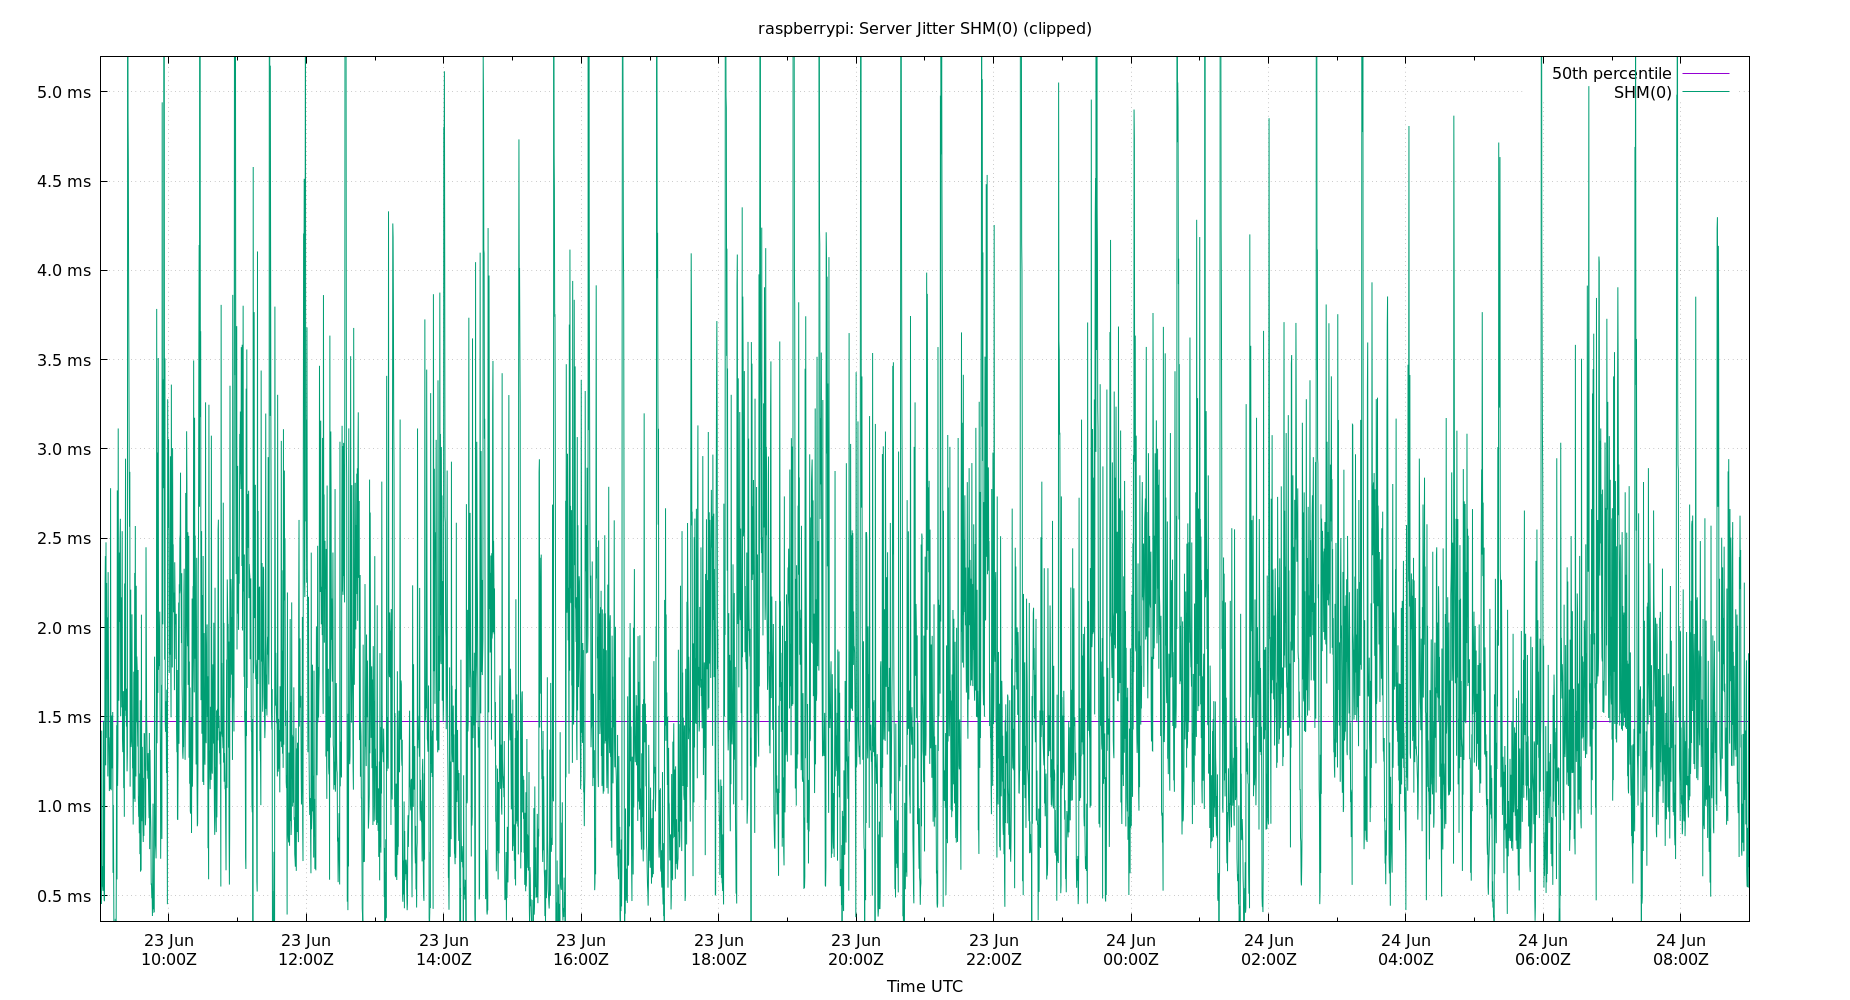 raspberrypi: Server Jitter SHM(0) (clipped)
50th percentile
SHM(0)
5.0 ms
4.5 ms
4.0 ms
3.5 ms
3.0 ms
2.5 ms
2.0 ms
1.5 ms
1.0 ms
0.5 ms
23 Jun 23 Jun 23 Jun 23 Jun 23 Jun 23 Jun 23 Jun 24 Jun 24 Jun 24 Jun 24 Jun 24 Jun
10:00Z 12:00Z 14:00Z 16:00Z 18:00Z 20:00Z 22:00Z 00:00Z 02:00Z 04:00Z 06:00Z 08:00Z
Time UTC